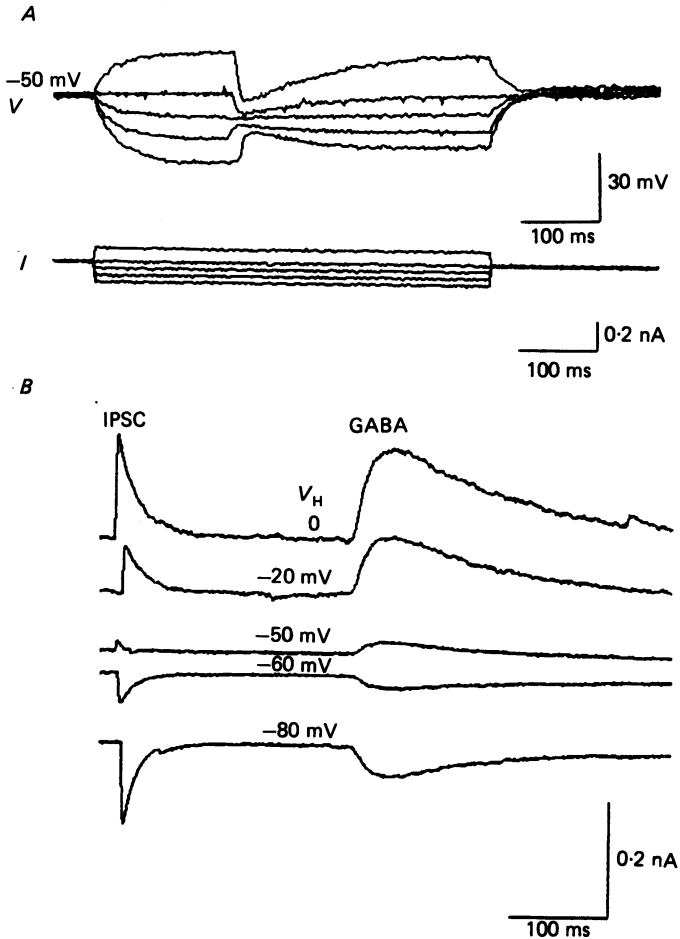 A
−50 mV
V
30 mV
100 ms
I
0·2 nA
100 ms
B
IPSC
GABA
VH
0
−20 mV
−50 mV
−60 mV
−80 mV
0·2 nA
100 ms